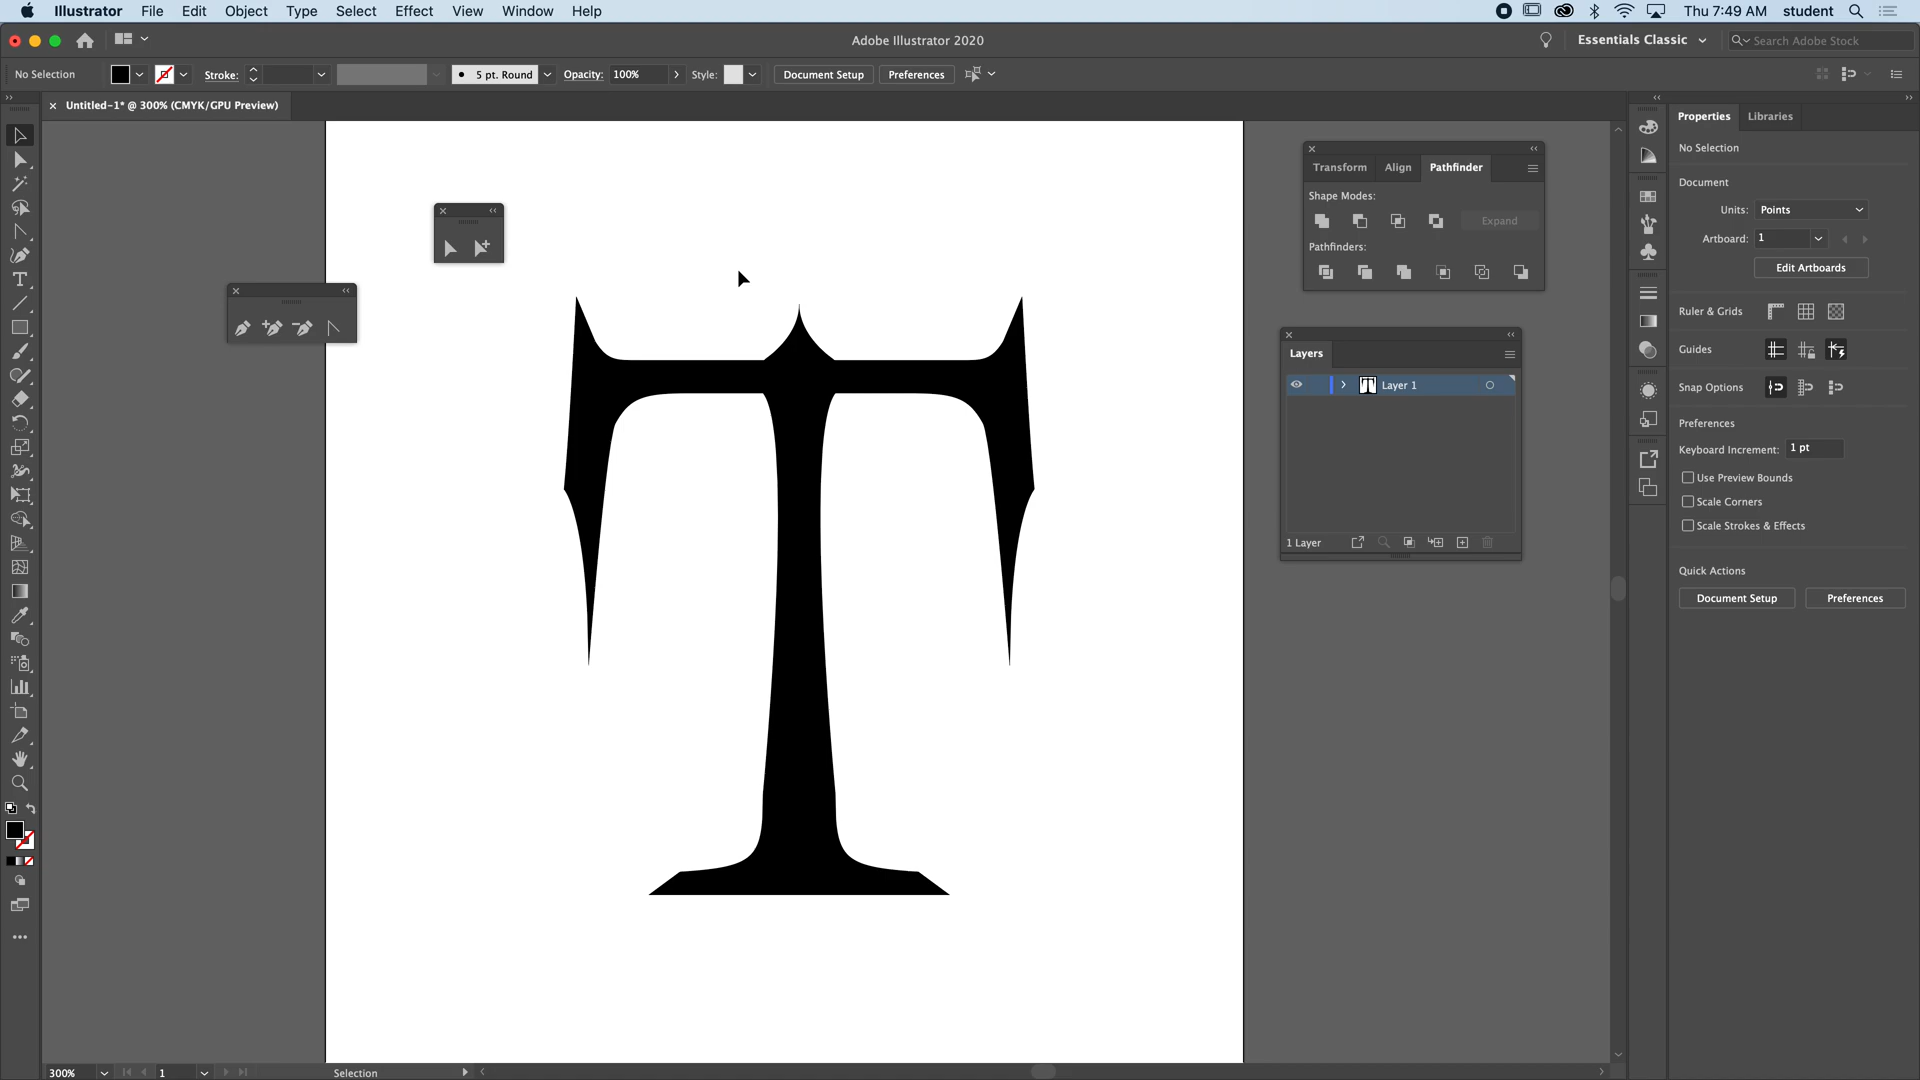 Illustrator File Edit Object Type Select Effect View Window Help Thu 7:49 AM student
Adobe Illustrator 2020 Essentials Classic Search Adobe Stock
No Selection Stroke: 5 pt. Round Opacity: 100% Style: Document Setup Preferences
Untitled-1* @ 300% (CMYK/GPU Preview)
T
Transform Align Pathfinder
Shape Modes:
Expand
Pathfinders:
Layers
Layer 1
1 Layer
Properties Libraries
No Selection
Document
Units: Points
Artboard: 1
Edit Artboards
Ruler & Grids
Guides
Snap Options
Preferences
Keyboard Increment: 1 pt
Use Preview Bounds
Scale Corners
Scale Strokes & Effects
Quick Actions
Document Setup Preferences
300% 1 Selection